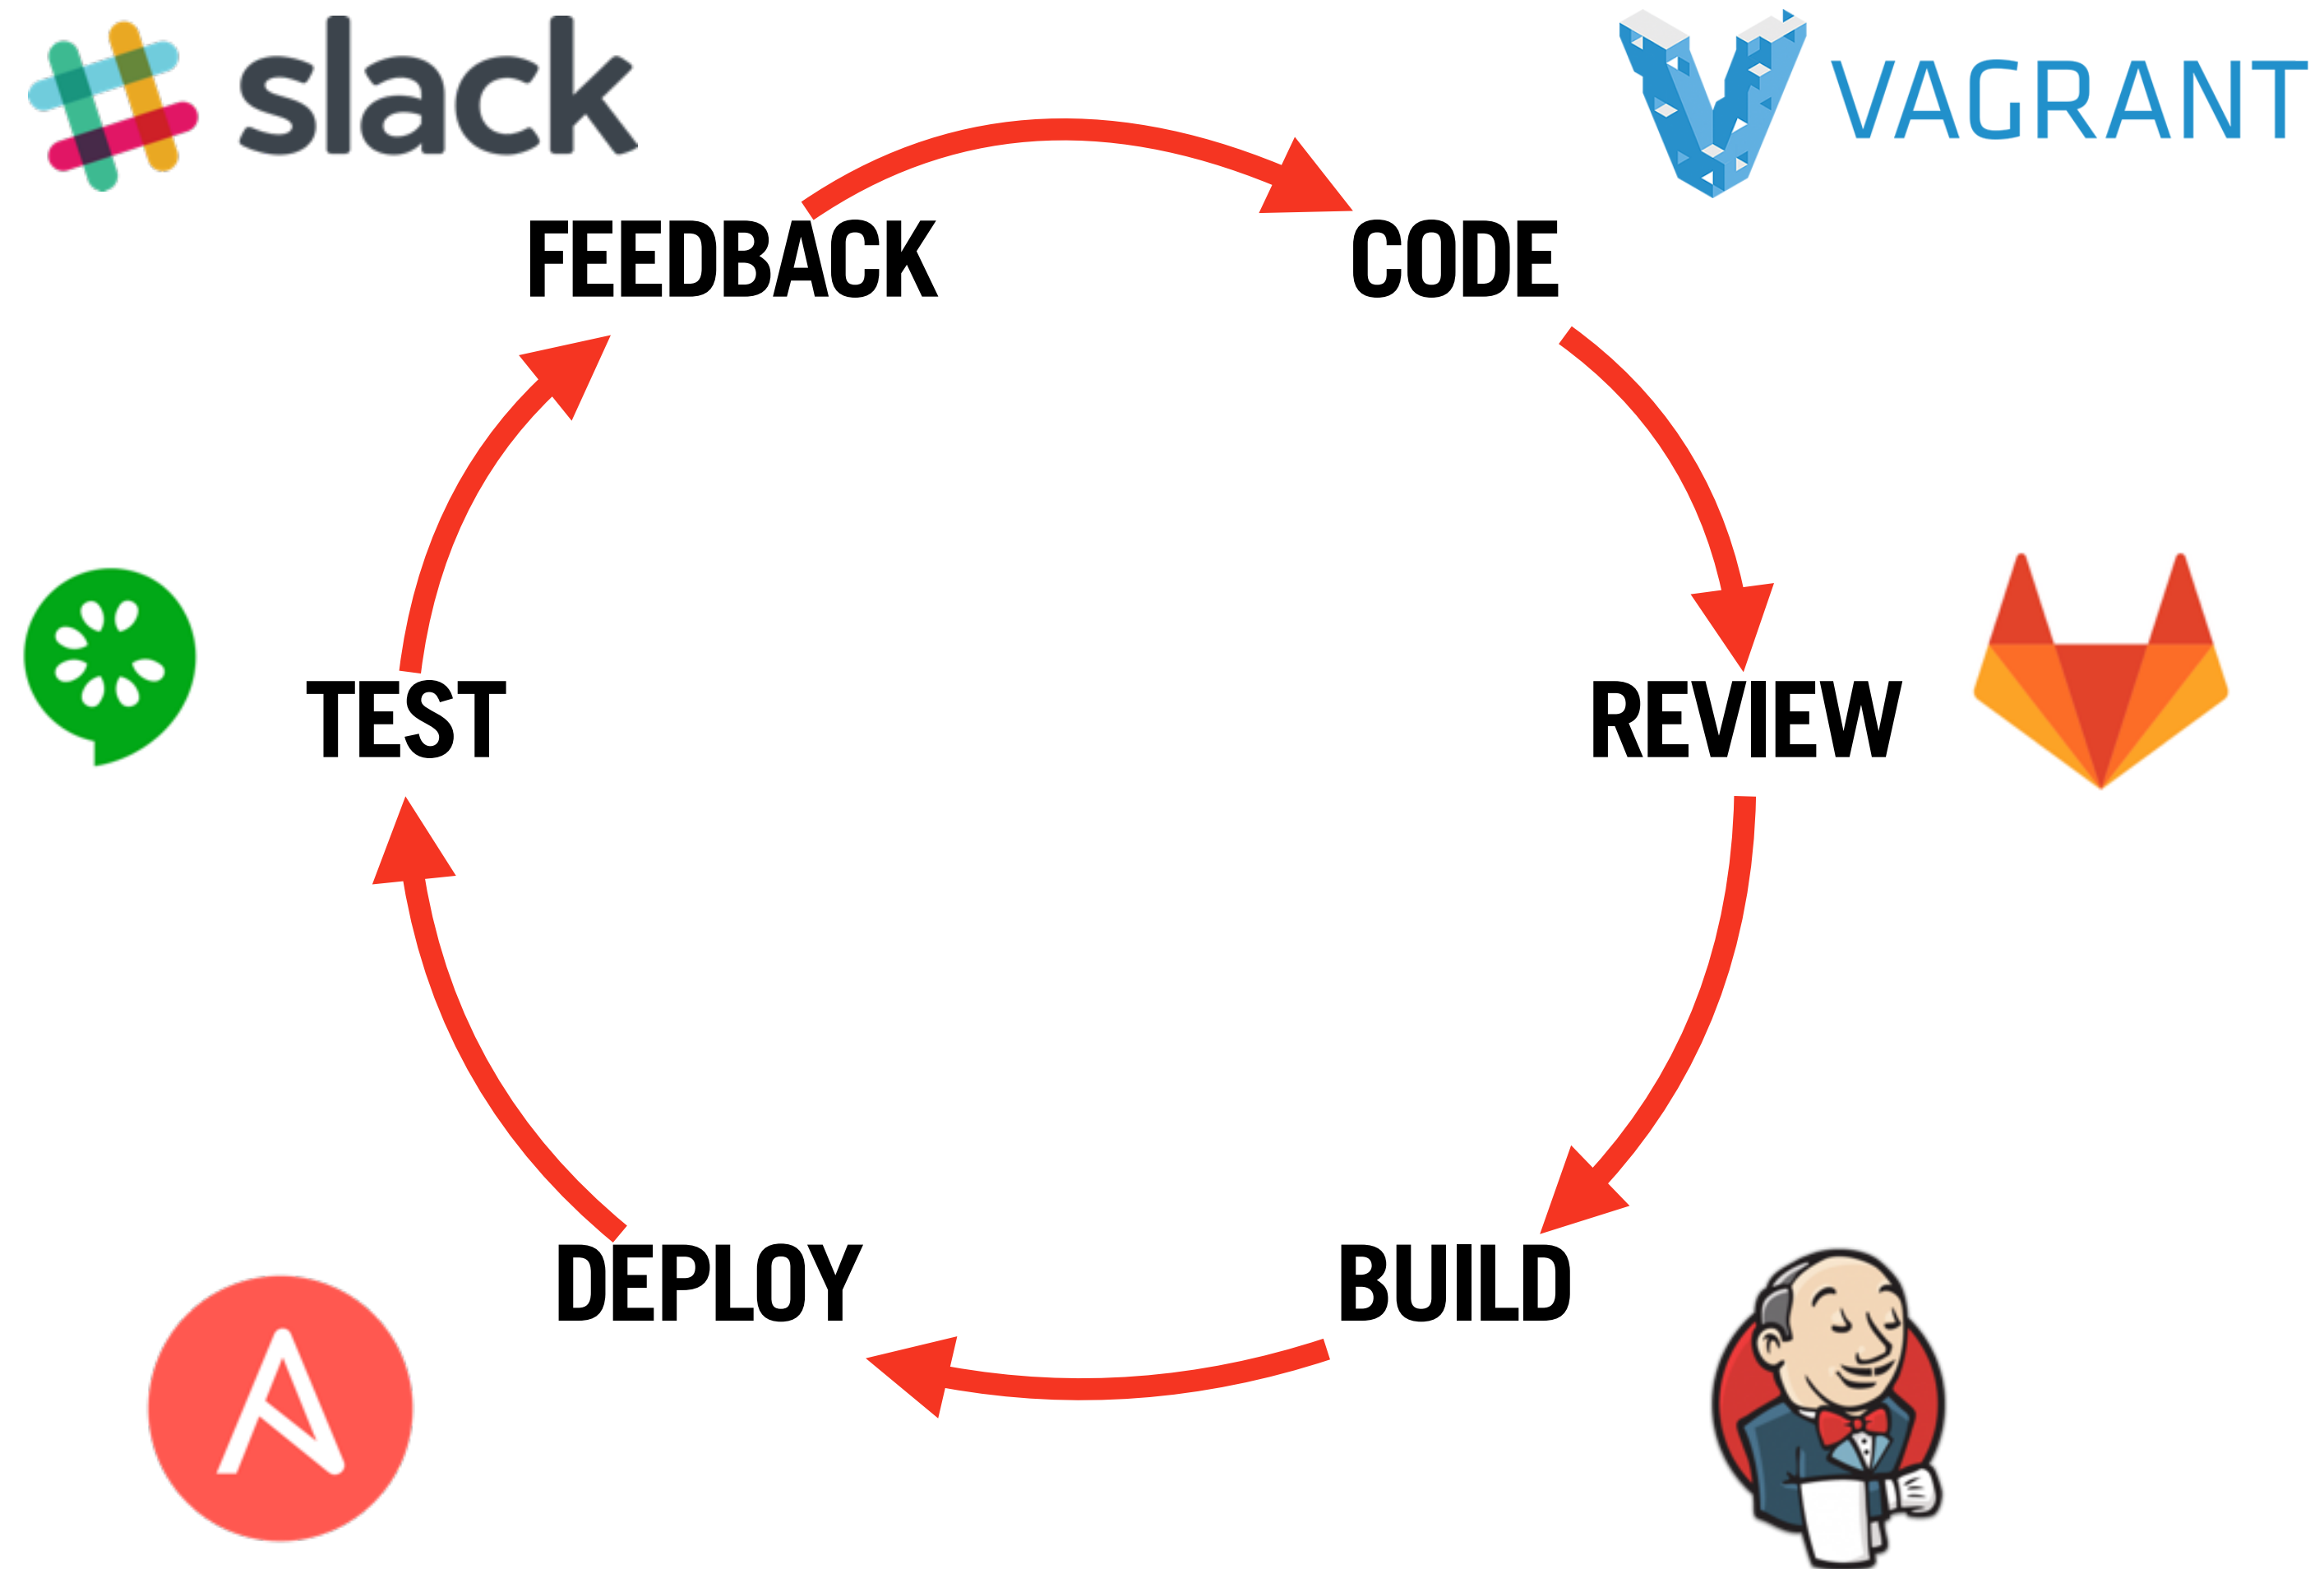 slack
VAGRANT
FEEDBACK
CODE
TEST
REVIEW
DEPLOY
BUILD